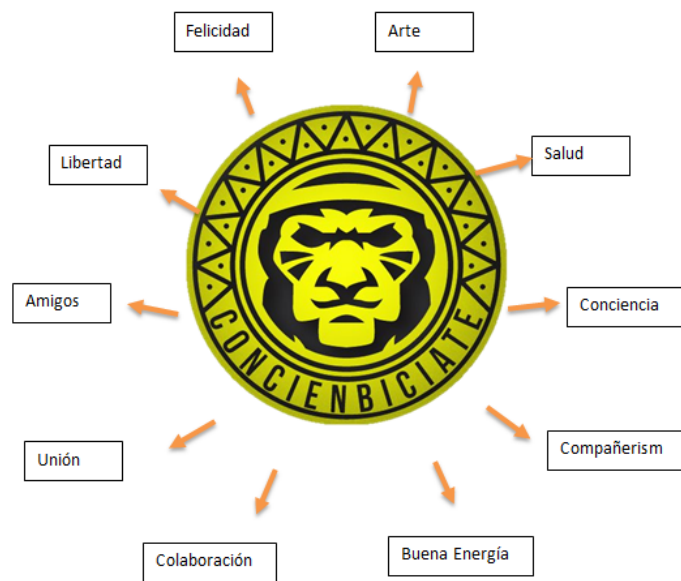 Felicidad
Arte
Libertad
Salud
Amigos
Conciencia
CONCIENBICIATE
Unión
Compañerism
Colaboración
Buena Energía